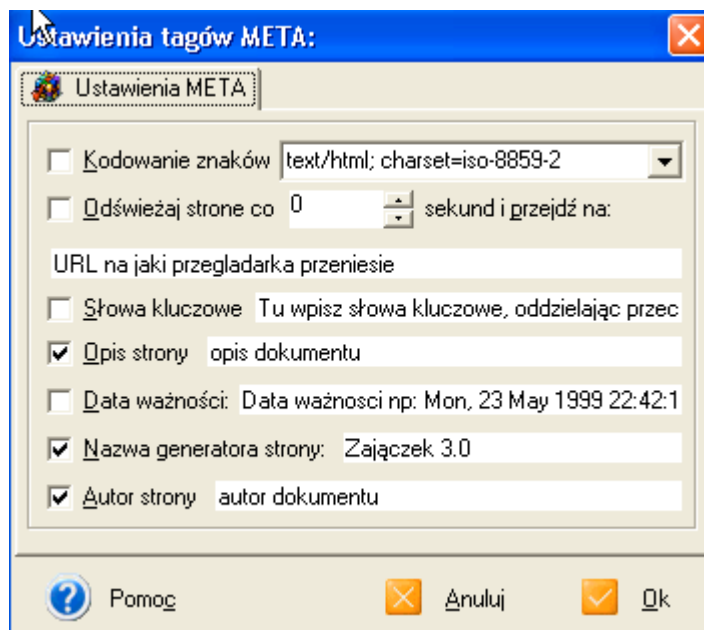 Ustawienia tagów META:
Ustawienia META
Kodowanie znaków text/html; charset=iso-8859-2
Odświeżaj strone co 0 sekund i przejdź na:
URL na jaki przegladarka przeniesie
Słowa kluczowe Tu wpisz słowa kluczowe, oddzielając przec
Opis strony opis dokumentu
Data ważności: Data ważnosci np: Mon, 23 May 1999 22:42:1
Nazwa generatora strony: Zajączek 3.0
Autor strony autor dokumentu
Pomoc Anuluj Ok